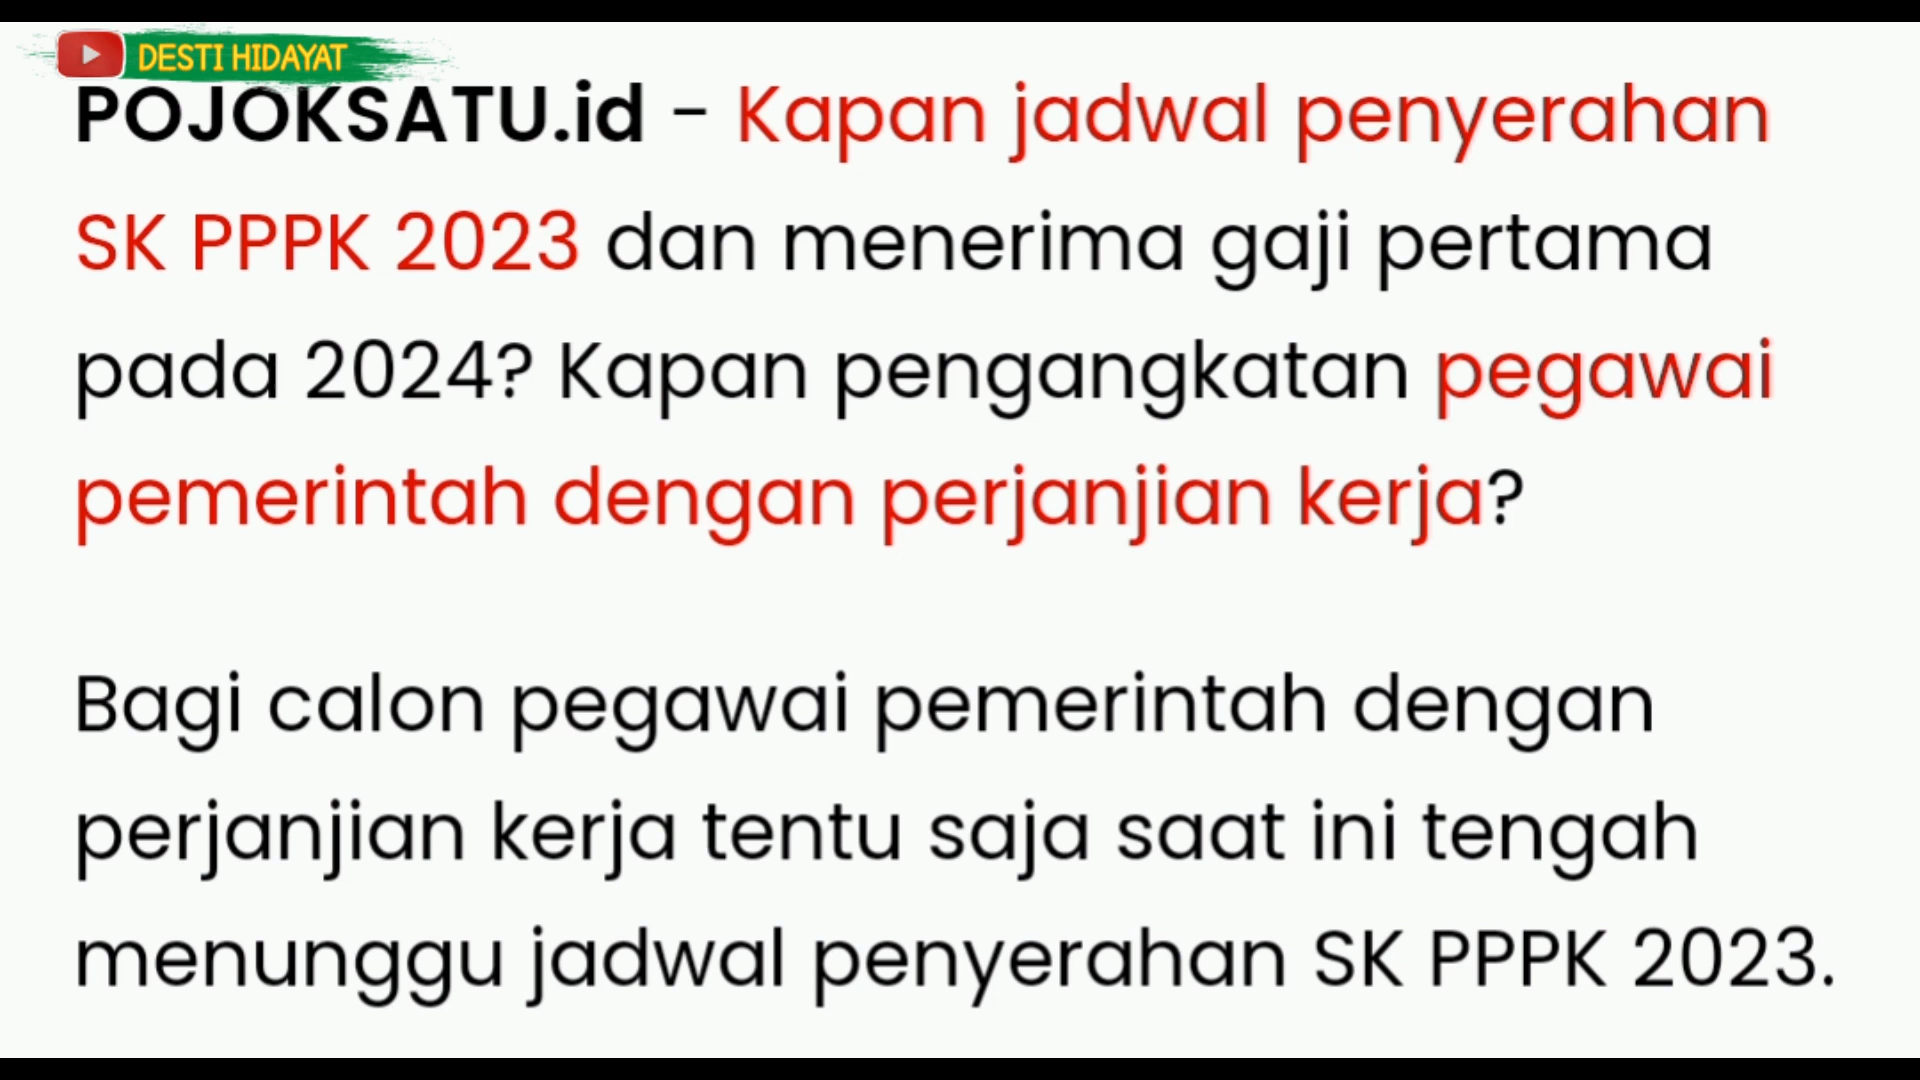 DESTI HIDAYAT
POJOKSATU.id - Kapan jadwal penyerahan
SK PPPK 2023 dan menerima gaji pertama
pada 2024? Kapan pengangkatan pegawai
pemerintah dengan perjanjian kerja?
Bagi calon pegawai pemerintah dengan
perjanjian kerja tentu saja saat ini tengah
menunggu jadwal penyerahan SK PPPK 2023.